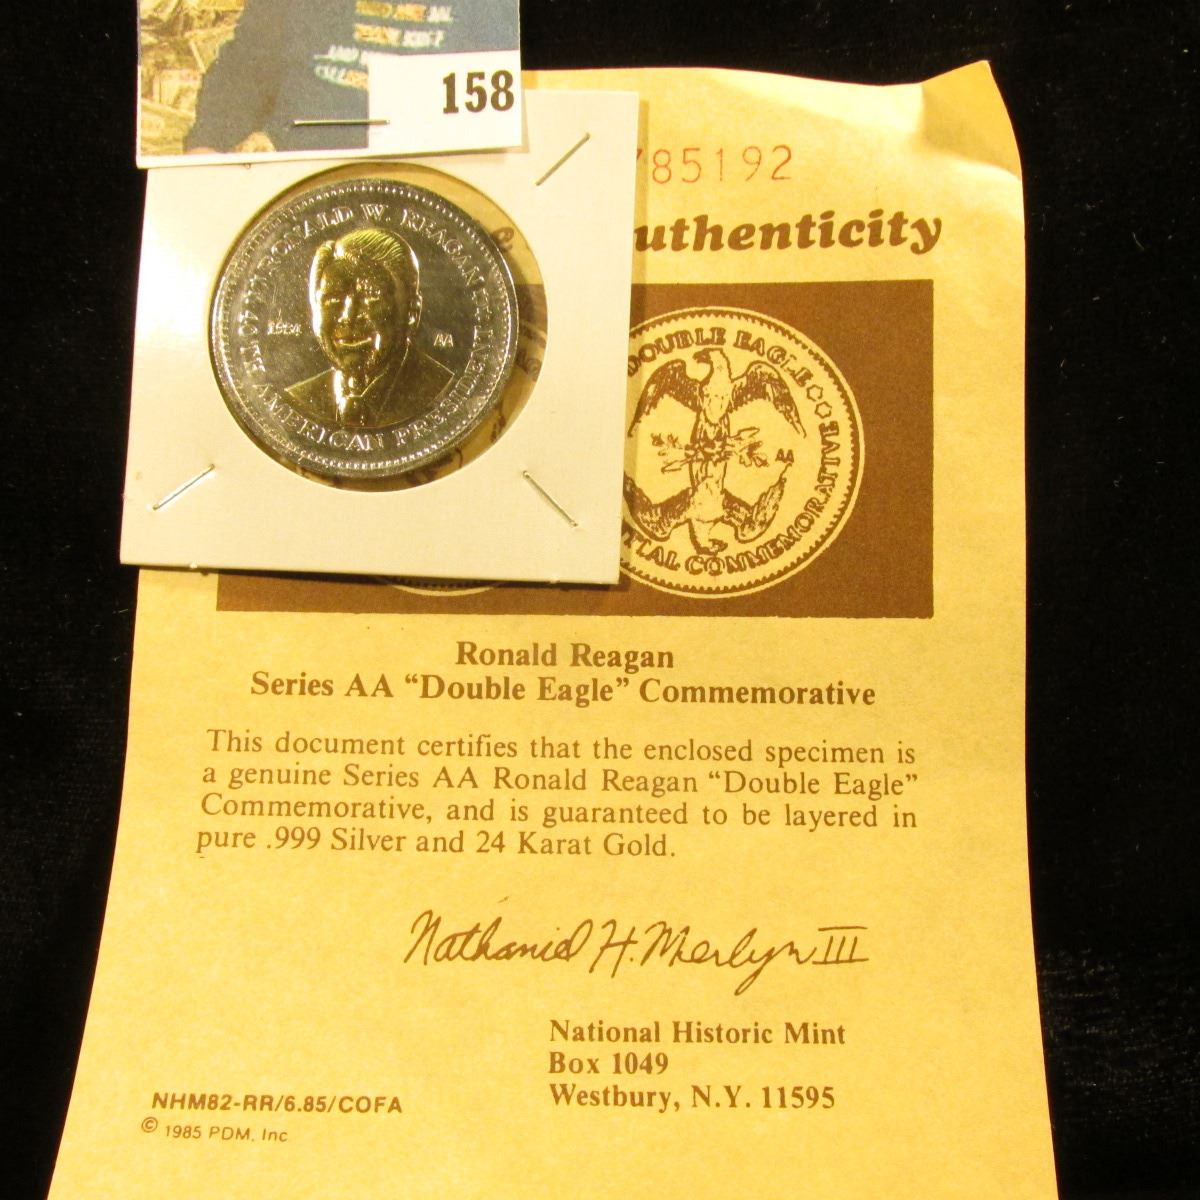 158
85192
uthenticity
RONALD W. REAGAN
40TH AMERICAN PRESIDENT
1984
AA
DOUBLE EAGLE
COMMEMORATIVE
AA
Ronald Reagan
Series AA “Double Eagle” Commemorative
This document certifies that the enclosed specimen is
a genuine Series AA Ronald Reagan “Double Eagle”
Commemorative, and is guaranteed to be layered in
pure .999 Silver and 24 Karat Gold.
Nathaniel H. Merlyn III
National Historic Mint
Box 1049
Westbury, N.Y. 11595
NHM82-RR/6.85/COFA
© 1985 PDM, Inc